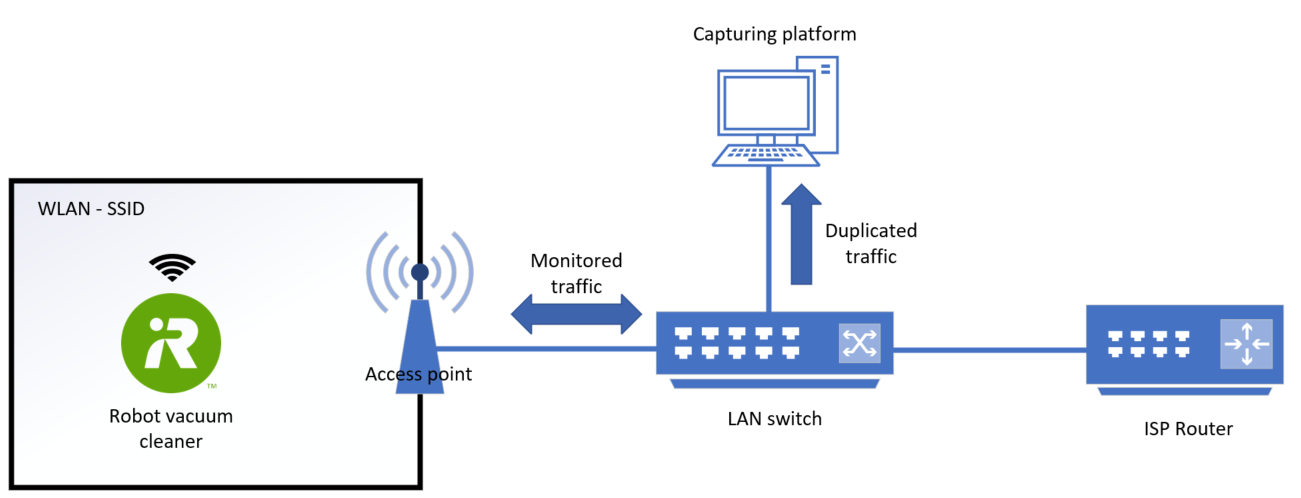 Capturing platform
WLAN - SSID
Duplicated
traffic
Monitored
traffic
iR
TM
Access point
Robot vacuum
cleaner
LAN switch
ISP Router